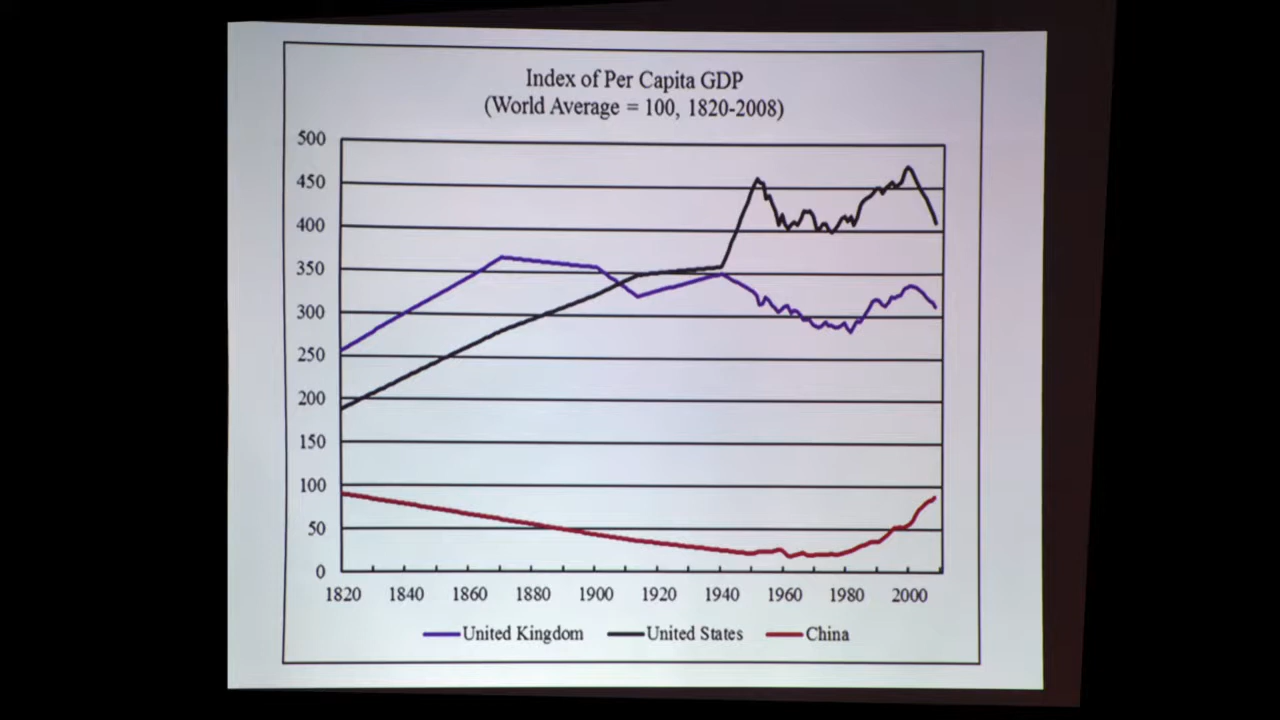 Index of Per Capita GDP
(World Average = 100, 1820-2008)
500
450
400
350
300
250
200
150
100
50
0
1820 1840 1860 1880 1900 1920 1940 1960 1980 2000
United Kingdom United States China